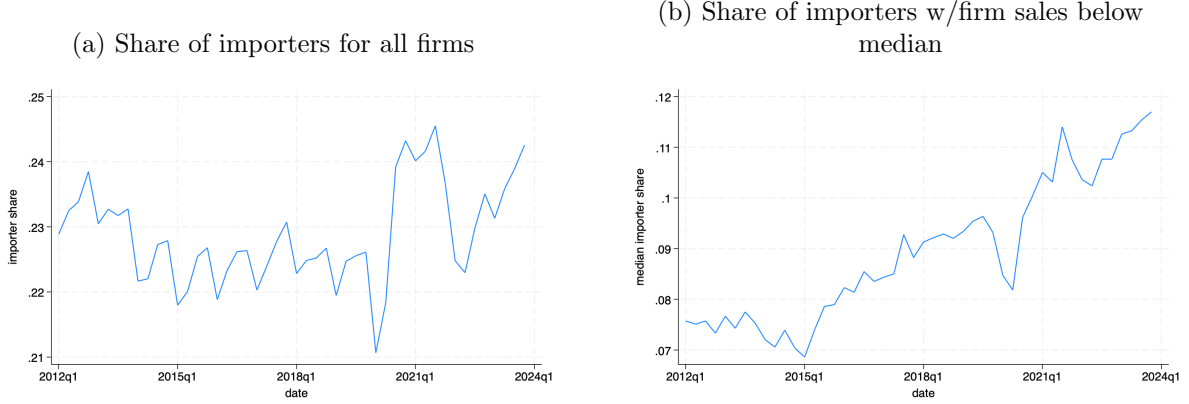 (a) Share of importers for all firms
.25
.24
.23
.22
.21
importer share
2012q1 2015q1 2018q1 2021q1 2024q1
date
(b) Share of importers w/firm sales below
median
.12
.11
.1
.09
.08
.07
median importer share
2012q1 2015q1 2018q1 2021q1 2024q1
date